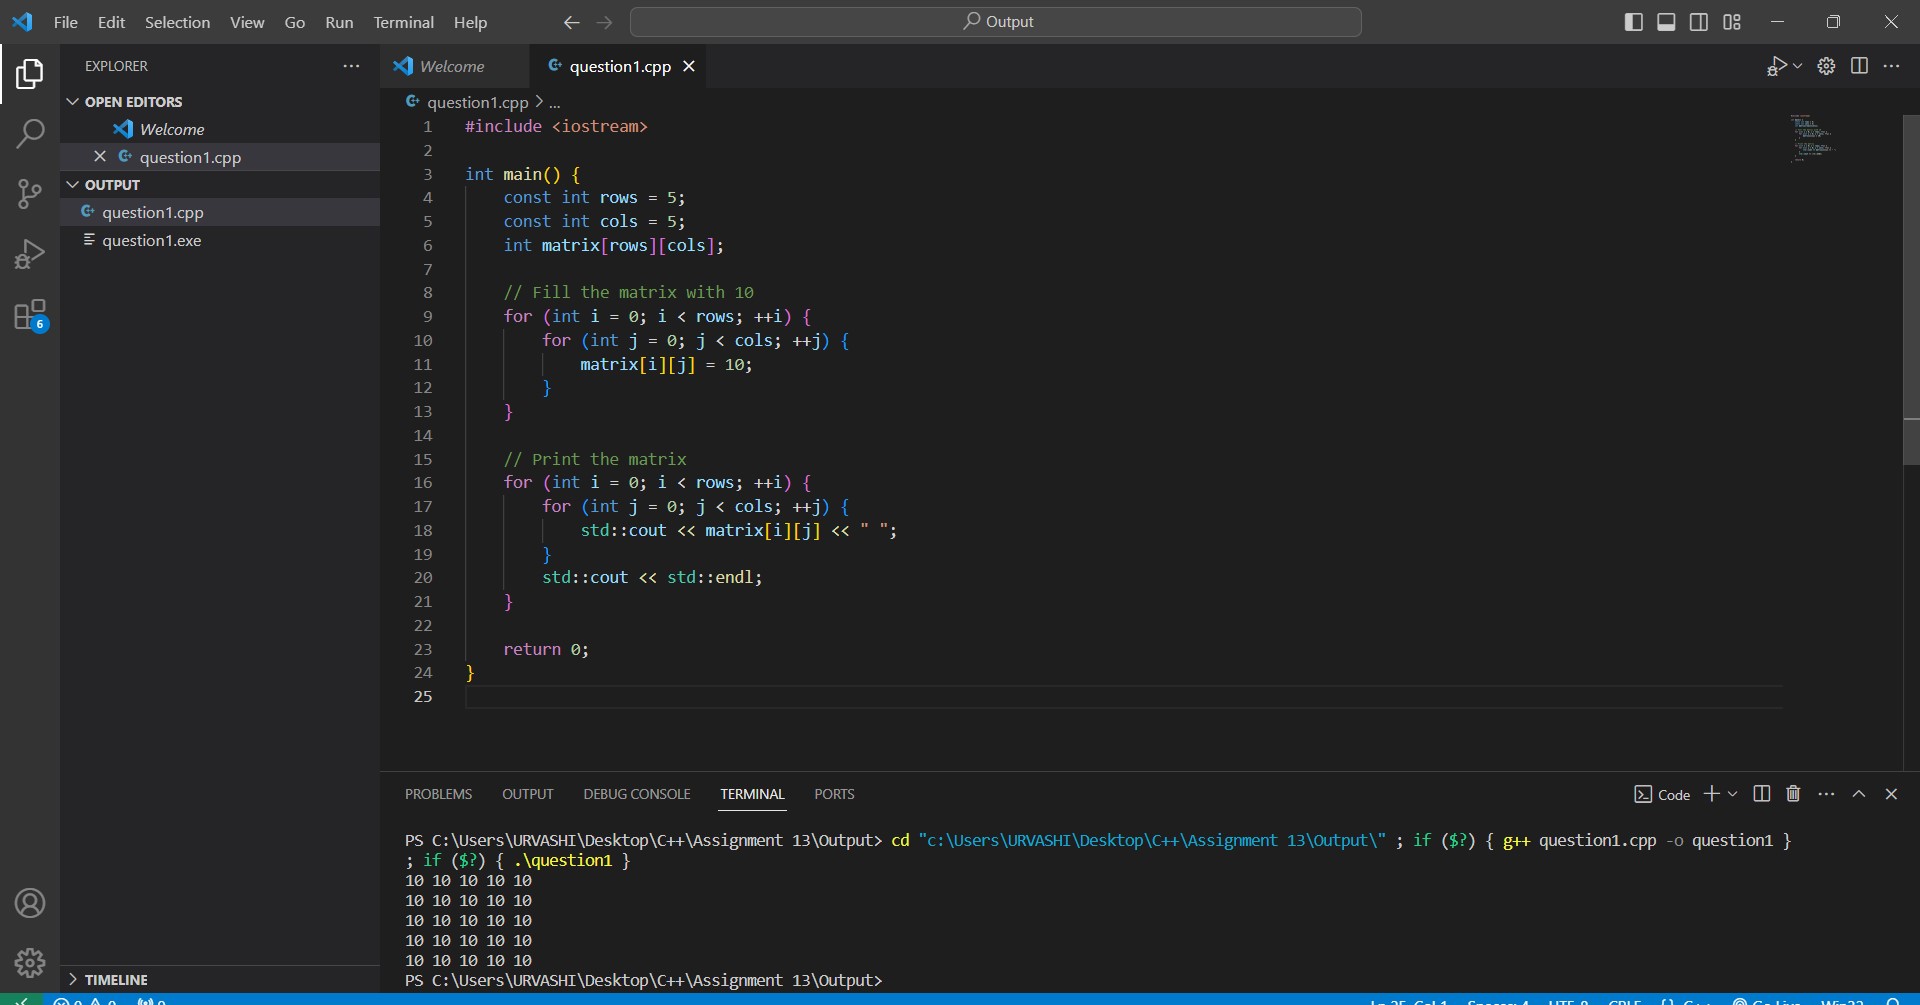 File Edit Selection View Go Run Terminal Help
Output
EXPLORER
OPEN EDITORS
Welcome
question1.cpp
OUTPUT
question1.cpp
question1.exe
6
TIMELINE
Welcome
question1.cpp
question1.cpp > ...
1 #include <iostream>
2
3 int main() {
4     const int rows = 5;
5     const int cols = 5;
6     int matrix[rows][cols];
7
8     // Fill the matrix with 10
9     for (int i = 0; i < rows; ++i) {
10         for (int j = 0; j < cols; ++j) {
11             matrix[i][j] = 10;
12         }
13     }
14
15     // Print the matrix
16     for (int i = 0; i < rows; ++i) {
17         for (int j = 0; j < cols; ++j) {
18             std::cout << matrix[i][j] << " ";
19         }
20         std::cout << std::endl;
21     }
22
23     return 0;
24 }
25
PROBLEMS OUTPUT DEBUG CONSOLE TERMINAL PORTS
Code
PS C:\Users\URVASHI\Desktop\C++\Assignment 13\Output> cd "c:\Users\URVASHI\Desktop\C++\Assignment 13\Output\" ; if ($?) { g++ question1.cpp -o question1 }
; if ($?) { .\question1 }
10 10 10 10 10
10 10 10 10 10
10 10 10 10 10
10 10 10 10 10
10 10 10 10 10
PS C:\Users\URVASHI\Desktop\C++\Assignment 13\Output>